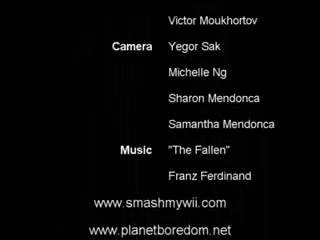 Victor Moukhortov
Camera Yegor Sak
Michelle Ng
Sharon Mendonca
Samantha Mendonca
Music "The Fallen"
Franz Ferdinand
www.smashmywii.com
www.planetboredom.net